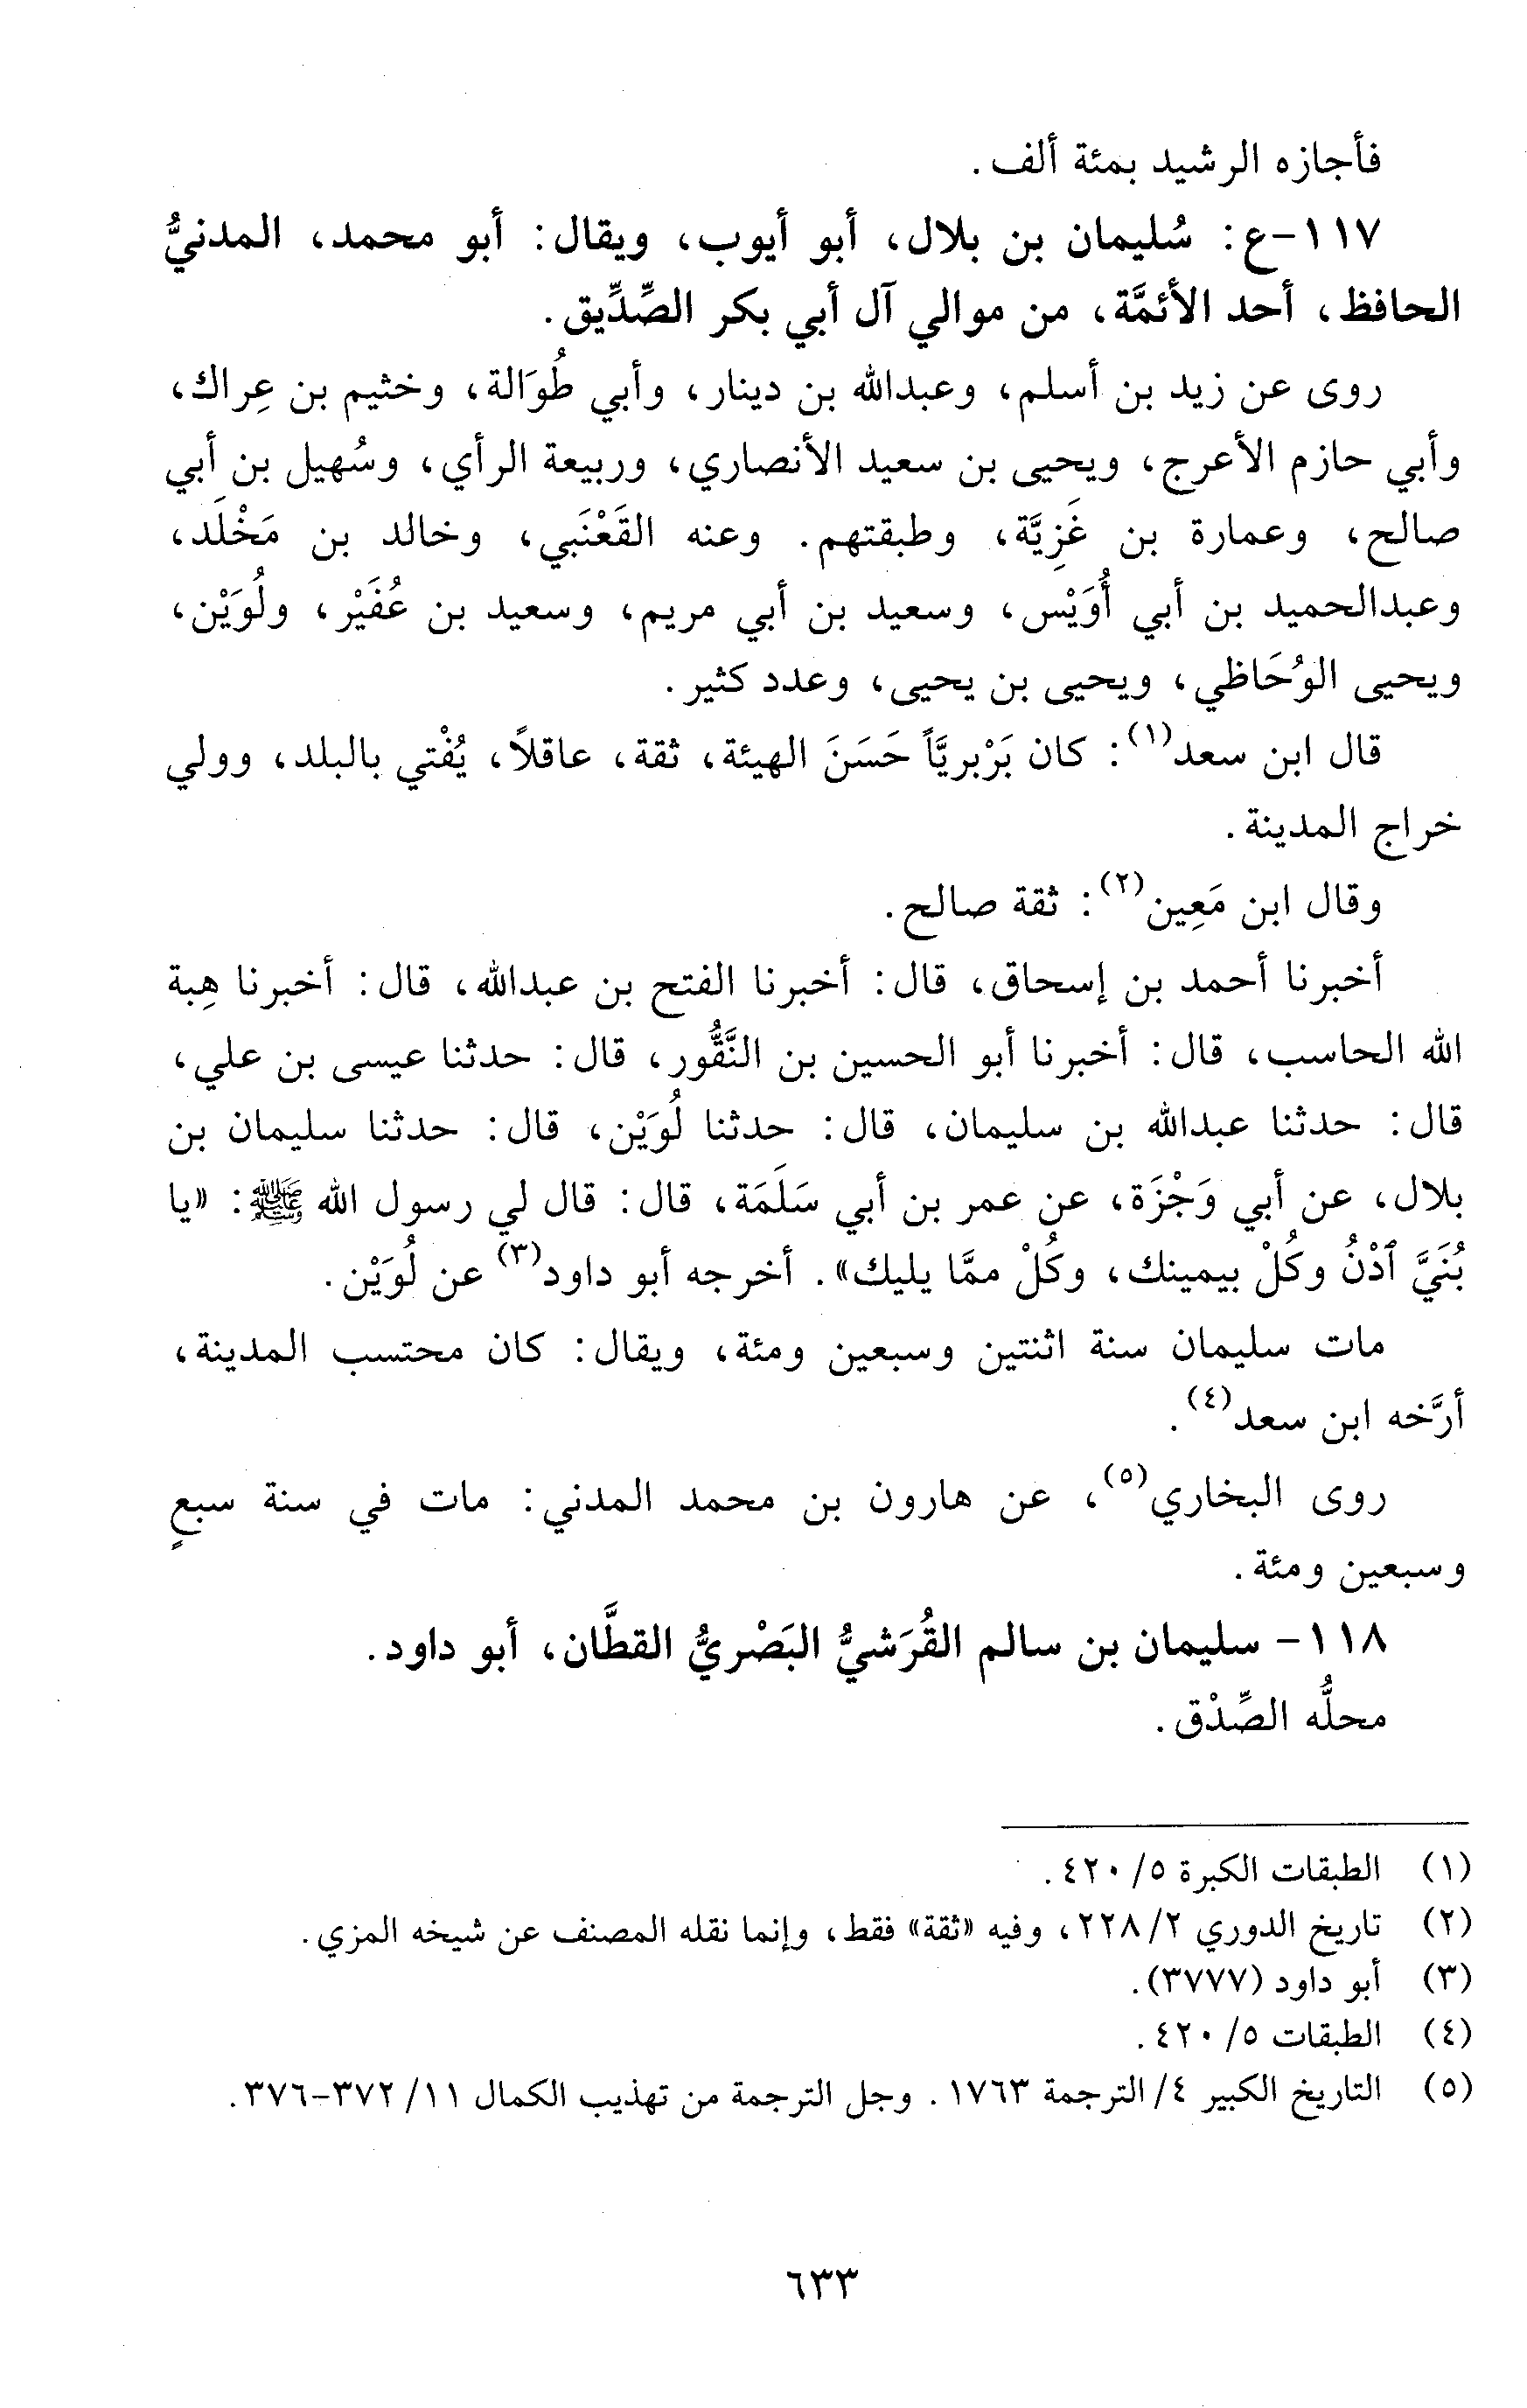 فأجازه الرشيد بمئة ألف.
١١٧-ع: سُليمان بن بلال، أبو أيوب، ويقال: أبو محمد، المدنيُّ
الحافظ، أحد الأئمَّة، من موالي آل أبي بكر الصِّدِّيق.
روى عن زيد بن أسلم، وعبدالله بن دينار، وأبي طُوَالة، وخثيم بن عِراك،
وأبي حازم الأعرج، ويحيى بن سعيد الأنصاري، وربيعة الرأي، وسُهيل بن أبي
صالح، وعمارة بن غَزِيَّة، وطبقتهم. وعنه القَعْنَبي، وخالد بن مَخْلَد،
وعبدالحميد بن أبي أُوَيْس، وسعيد بن أبي مريم، وسعيد بن عُفَيْر، ولُوَيْن،
ويحيى الوُحَاظي، ويحيى بن يحيى، وعدد كثير.
قال ابن سعد(١): كان بَرْبريَّاً حَسَنَ الهيئة، ثقة، عاقلاً، يُفْتي بالبلد، وولي
خراج المدينة.
وقال ابن مَعِين(٢): ثقة صالح.
أخبرنا أحمد بن إسحاق، قال: أخبرنا الفتح بن عبدالله، قال: أخبرنا هِبة
الله الحاسب، قال: أخبرنا أبو الحسين بن النَّقُّور، قال: حدثنا عيسى بن علي،
قال: حدثنا عبدالله بن سليمان، قال: حدثنا لُوَيْن، قال: حدثنا سليمان بن
بلال، عن أبي وَجْزَة، عن عمر بن أبي سَلَمَة، قال: قال لي رسول الله ﷺ: «يا
بُنَيَّ ٱدْنُ وكُلْ بيمينك، وكُلْ ممَّا يليك». أخرجه أبو داود(٣) عن لُوَيْن.
مات سليمان سنة اثنتين وسبعين ومئة، ويقال: كان محتسب المدينة،
أرَّخه ابن سعد(٤).
روى البخاري(٥)، عن هارون بن محمد المدني: مات في سنة سبعٍ
وسبعين ومئة.
١١٨- سليمان بن سالم القُرَشيُّ البَصْريُّ القطَّان، أبو داود.
محلُّه الصِّدْق.
(١) الطبقات الكبرة ٥/ ٤٢٠.
(٢) تاريخ الدوري ٢/ ٢٢٨، وفيه «ثقة» فقط، وإنما نقله المصنف عن شيخه المزي.
(٣) أبو داود (٣٧٧٧).
(٤) الطبقات ٥/ ٤٢٠.
(٥) التاريخ الكبير ٤/ الترجمة ١٧٦٣. وجل الترجمة من تهذيب الكمال ١١/ ٣٧٢-٣٧٦.
٦٣٣